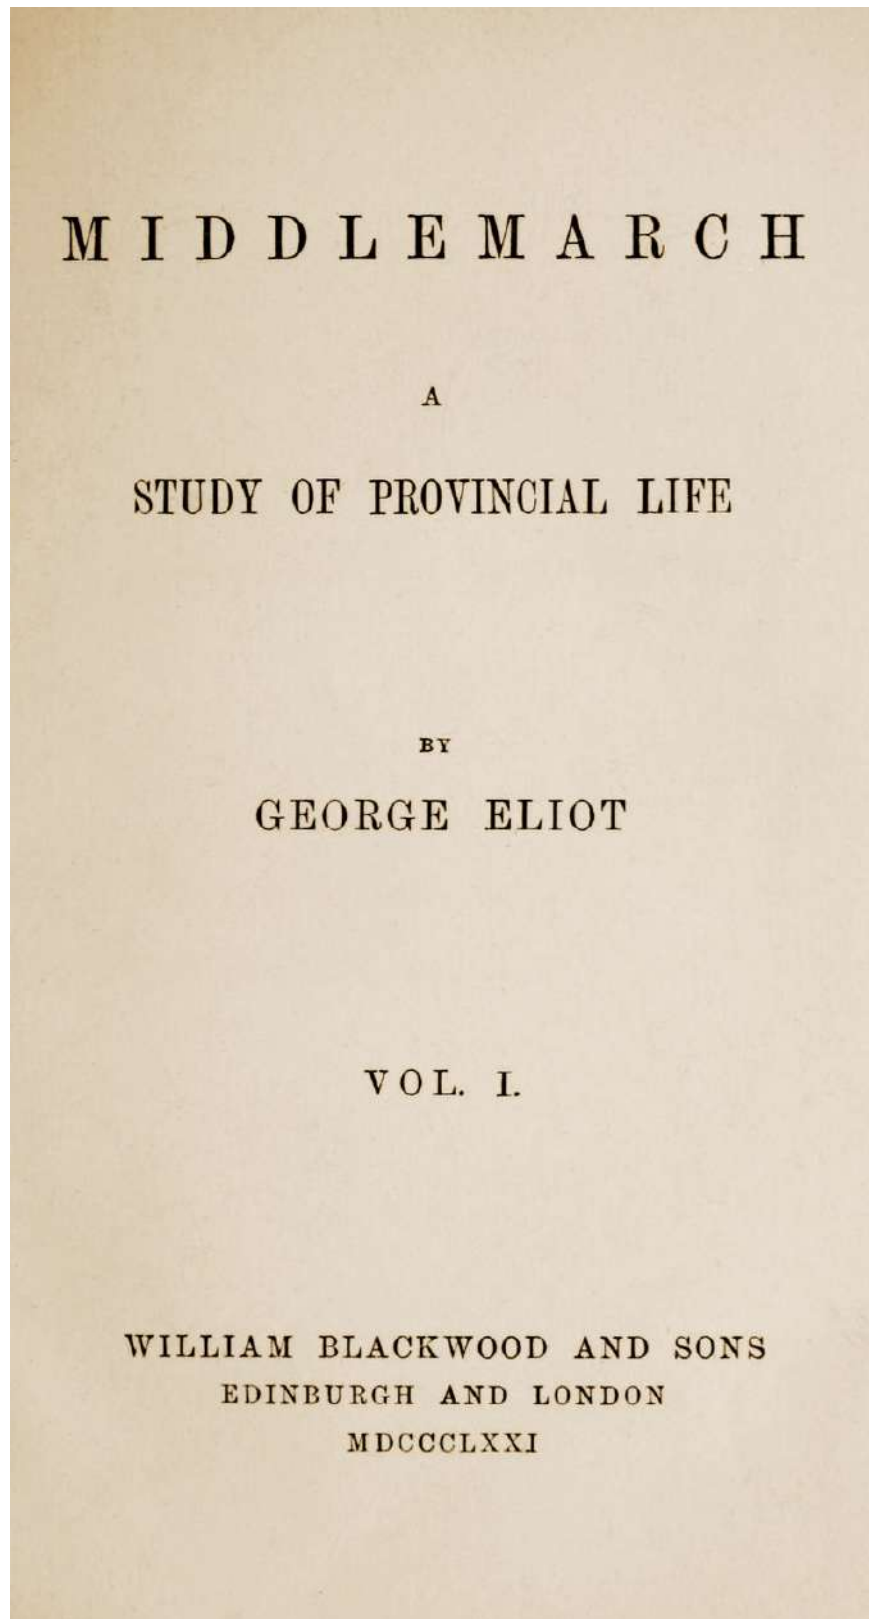 MIDDLEMARCH
A
STUDY OF PROVINCIAL LIFE
BY
GEORGE ELIOT
VOL. I.
WILLIAM BLACKWOOD AND SONS
EDINBURGH AND LONDON
MDCCCLXXI